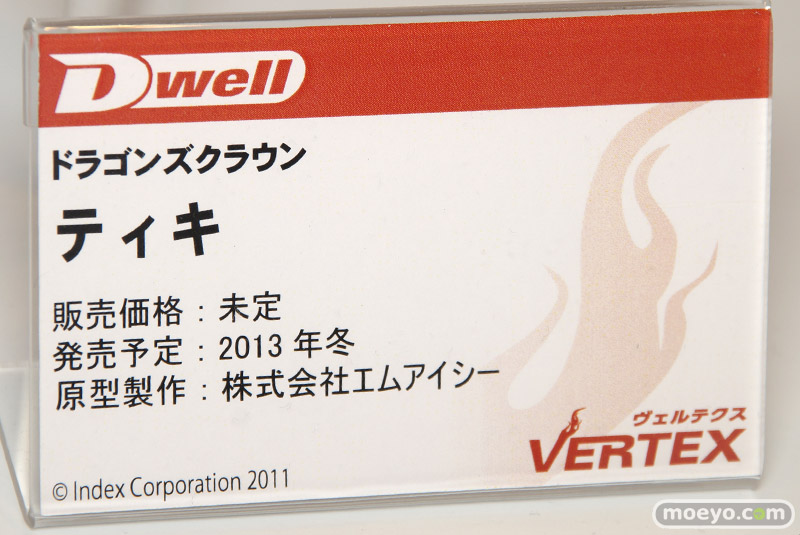 Dwell
ドラゴンズクラウン
ティキ
販売価格：未定
発売予定：2013 年冬
原型製作：株式会社エムアイシー
ヴェルテクス
VERTEX
© Index Corporation 2011
moeyo.com